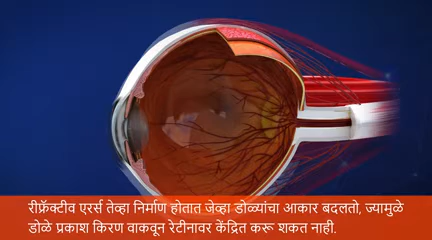 रीफ्रॅक्टीव एरर्स तेव्हा निर्माण होतात जेव्हा डोळ्यांचा आकार बदलतो, ज्यामुळे
डोळे प्रकाश किरण वाकवून रेटीनावर केंद्रित करू शकत नाही.